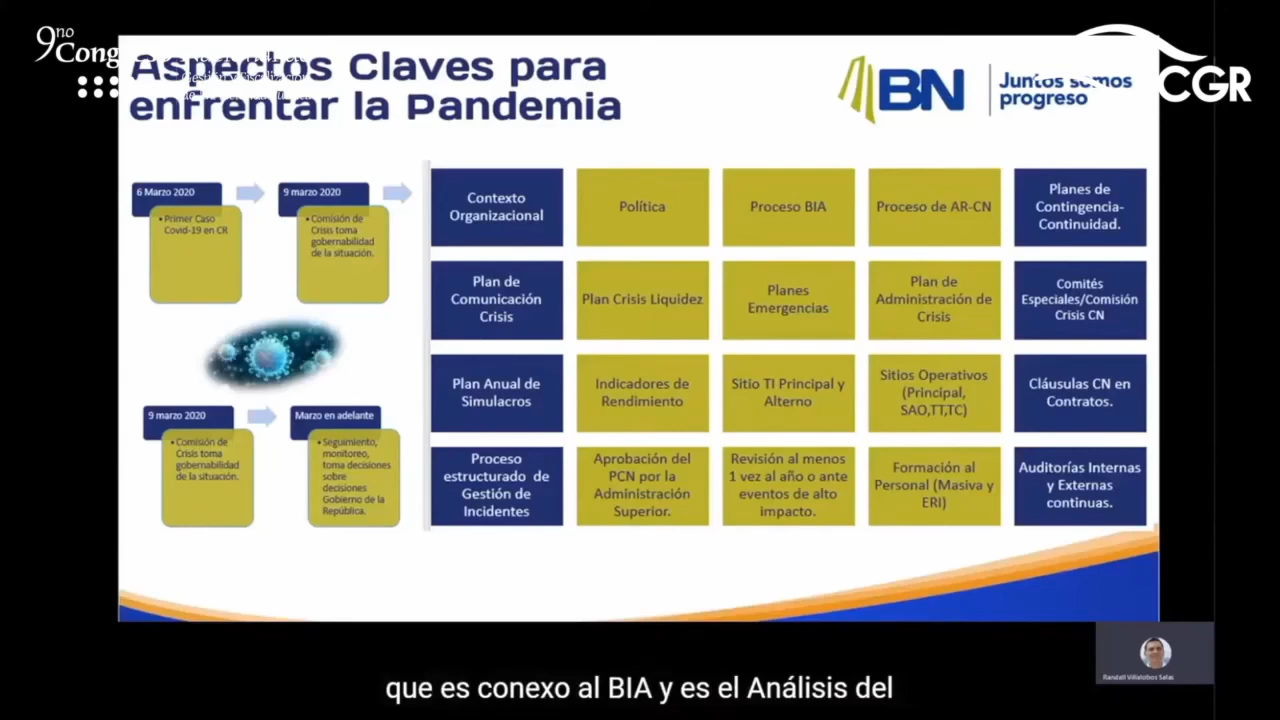 9no
Aspectos Claves para
enfrentar la Pandemia
BN
Juntos somos
progreso
CGR
6 Marzo 2020
• Primer Caso
Covid-19 en CR
9 marzo 2020
• Comisión de
Crisis toma
gobernabilidad
de la situación.
9 marzo 2020
• Comisión de
Crisis toma
gobernabilidad
de la situación.
Marzo en adelante
• Seguimiento,
monitoreo,
toma decisiones
sobre
decisiones
Gobierno de la
República.
Contexto
Organizacional
Política
Proceso BIA
Proceso de AR-CN
Planes de
Contingencia-
Continuidad.
Plan de
Comunicación
Crisis
Plan Crisis Liquidez
Planes
Emergencias
Plan de
Administración de
Crisis
Comités
Especiales/Comisión
Crisis CN
Plan Anual de
Simulacros
Indicadores de
Rendimiento
Sitio TI Principal y
Alterno
Sitios Operativos
(Principal,
SAO,TT,TC)
Cláusulas CN en
Contratos.
Proceso
estructurado de
Gestión de
Incidentes
Aprobación del
PCN por la
Administración
Superior.
Revisión al menos
1 vez al año o ante
eventos de alto
impacto.
Formación al
Personal (Masiva y
ERI)
Auditorías Internas
y Externas
continuas.
Randall Villalobos Salas
que es conexo al BIA y es el Análisis del